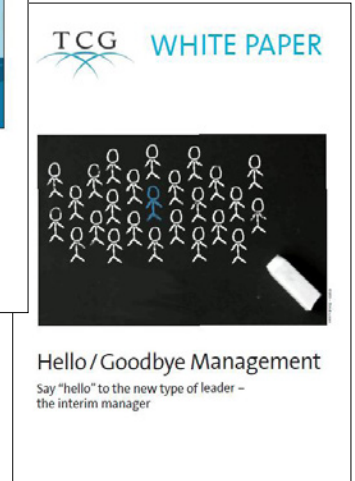 TCG WHITE PAPER
Hello/Goodbye Management
Say "hello" to the new type of leader –
the interim manager